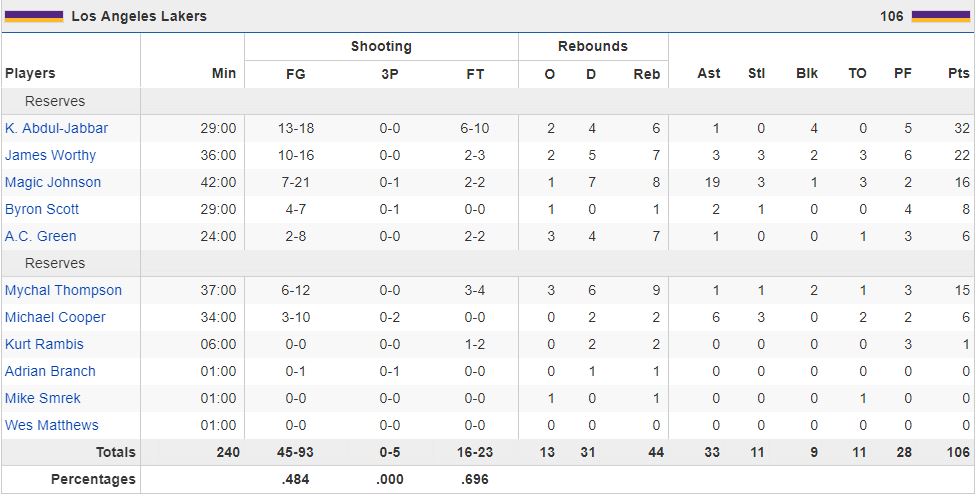 Los Angeles Lakers 106
Shooting Rebounds
Players Min FG 3P FT O D Reb Ast Stl Blk TO PF Pts
Reserves
K. Abdul-Jabbar 29:00 13-18 0-0 6-10 2 4 6 1 0 4 0 5 32
James Worthy 36:00 10-16 0-0 2-3 2 5 7 3 3 2 3 6 22
Magic Johnson 42:00 7-21 0-1 2-2 1 7 8 19 3 1 3 2 16
Byron Scott 29:00 4-7 0-1 0-0 1 0 1 2 1 0 0 4 8
A.C. Green 24:00 2-8 0-0 2-2 3 4 7 1 0 0 1 3 6
Reserves
Mychal Thompson 37:00 6-12 0-0 3-4 3 6 9 1 1 2 1 3 15
Michael Cooper 34:00 3-10 0-2 0-0 0 2 2 6 3 0 2 2 6
Kurt Rambis 06:00 0-0 0-0 1-2 0 2 2 0 0 0 0 3 1
Adrian Branch 01:00 0-1 0-1 0-0 0 1 1 0 0 0 0 0 0
Mike Smrek 01:00 0-0 0-0 0-0 1 0 1 0 0 0 1 0 0
Wes Matthews 01:00 0-0 0-0 0-0 0 0 0 0 0 0 0 0 0
Totals 240 45-93 0-5 16-23 13 31 44 33 11 9 11 28 106
Percentages .484 .000 .696